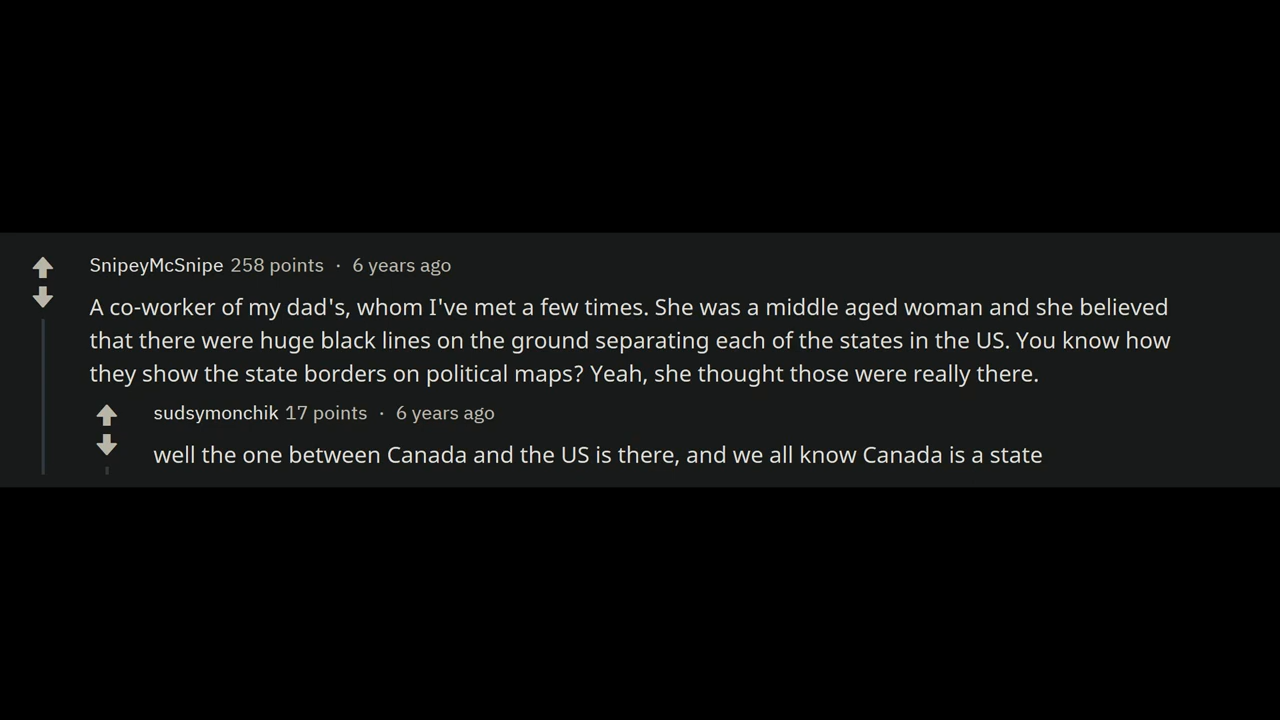 SnipeyMcSnipe 258 points · 6 years ago
A co-worker of my dad's, whom I've met a few times. She was a middle aged woman and she believed
that there were huge black lines on the ground separating each of the states in the US. You know how
they show the state borders on political maps? Yeah, she thought those were really there.
sudsymonchik 17 points · 6 years ago
well the one between Canada and the US is there, and we all know Canada is a state